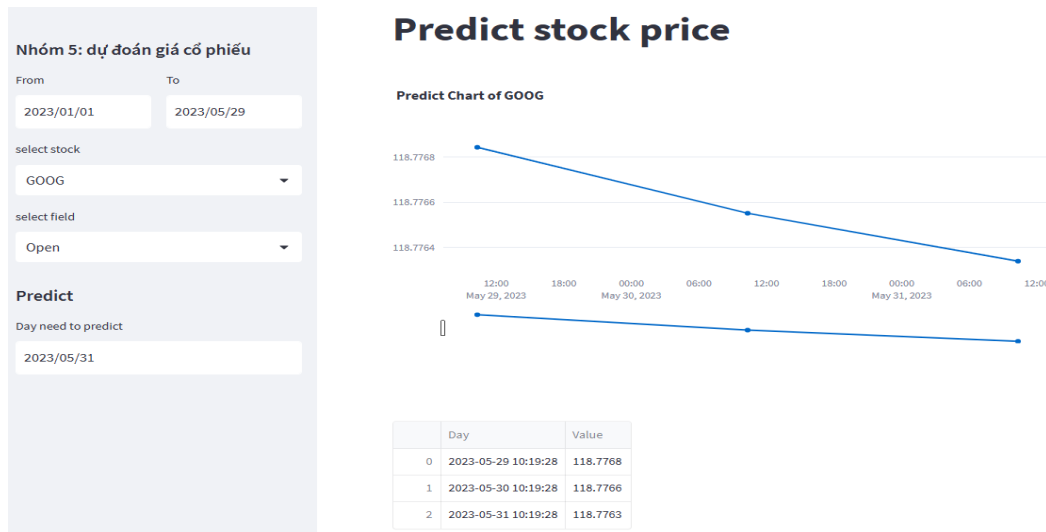 Nhóm 5: dự đoán giá cổ phiếu
From To
2023/01/01 2023/05/29
select stock
GOOG
select field
Open
Predict
Day need to predict
2023/05/31
Predict stock price
Predict Chart of GOOG
118.7768
118.7766
118.7764
12:00 18:00 00:00 06:00 12:00 18:00 00:00 06:00 12:00
May 29, 2023 May 30, 2023 May 31, 2023
Day Value
0 2023-05-29 10:19:28 118.7768
1 2023-05-30 10:19:28 118.7766
2 2023-05-31 10:19:28 118.7763